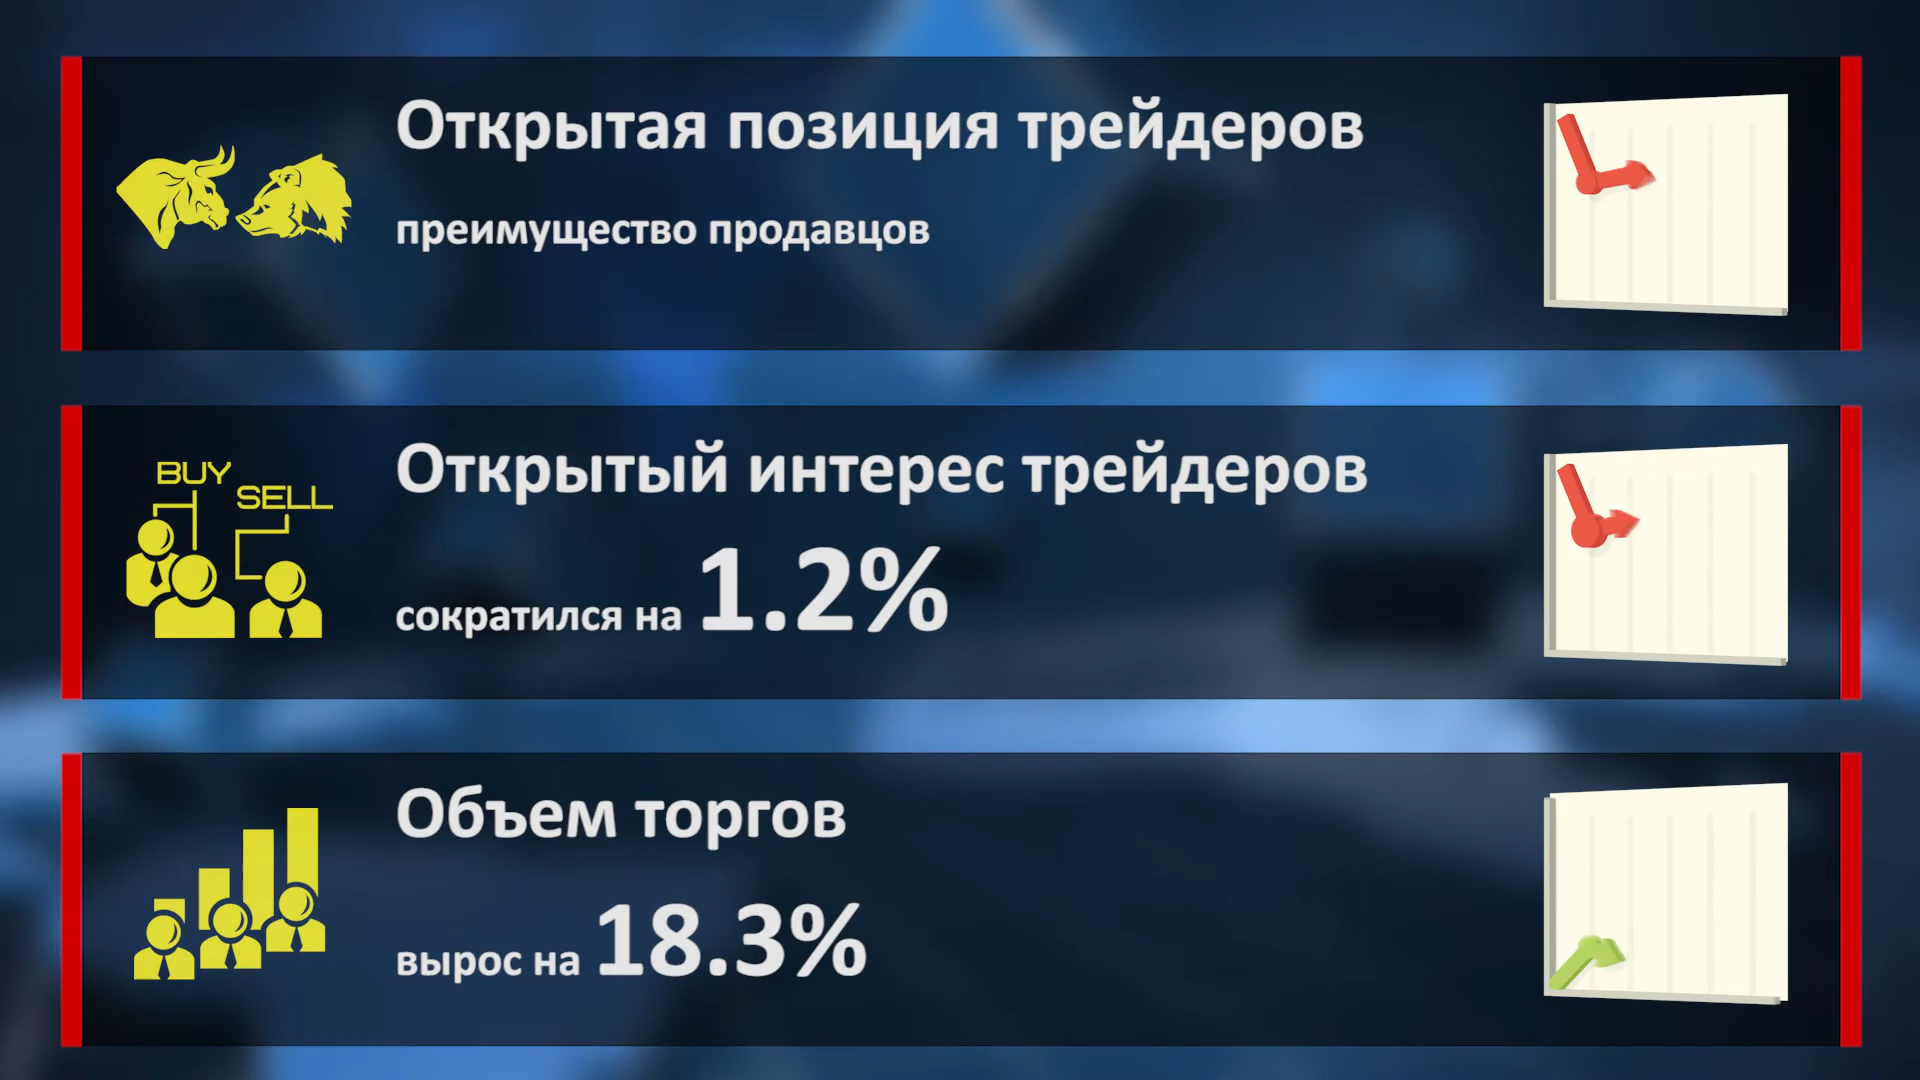 Открытая позиция трейдеров
преимущество продавцов
BUY
SELL
Открытый интерес трейдеров
сократился на 1.2%
Объем торгов
вырос на 18.3%